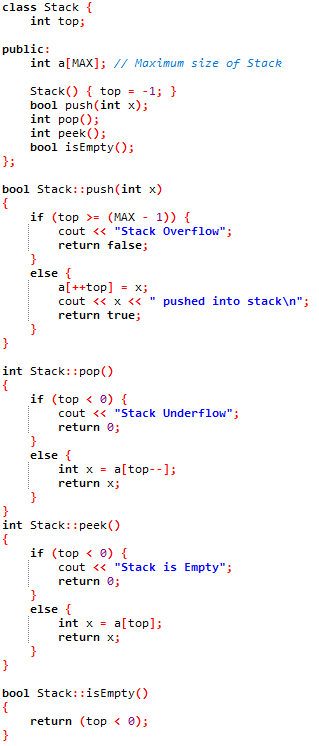 class Stack {
    int top;

public:
    int a[MAX]; // Maximum size of Stack

    Stack() { top = -1; }
    bool push(int x);
    int pop();
    int peek();
    bool isEmpty();
};

bool Stack::push(int x)
{
    if (top >= (MAX - 1)) {
        cout << "Stack Overflow";
        return false;
    }
    else {
        a[++top] = x;
        cout << x << " pushed into stack\n";
        return true;
    }
}

int Stack::pop()
{
    if (top < 0) {
        cout << "Stack Underflow";
        return 0;
    }
    else {
        int x = a[top--];
        return x;
    }
}
int Stack::peek()
{
    if (top < 0) {
        cout << "Stack is Empty";
        return 0;
    }
    else {
        int x = a[top];
        return x;
    }
}

bool Stack::isEmpty()
{
    return (top < 0);
}